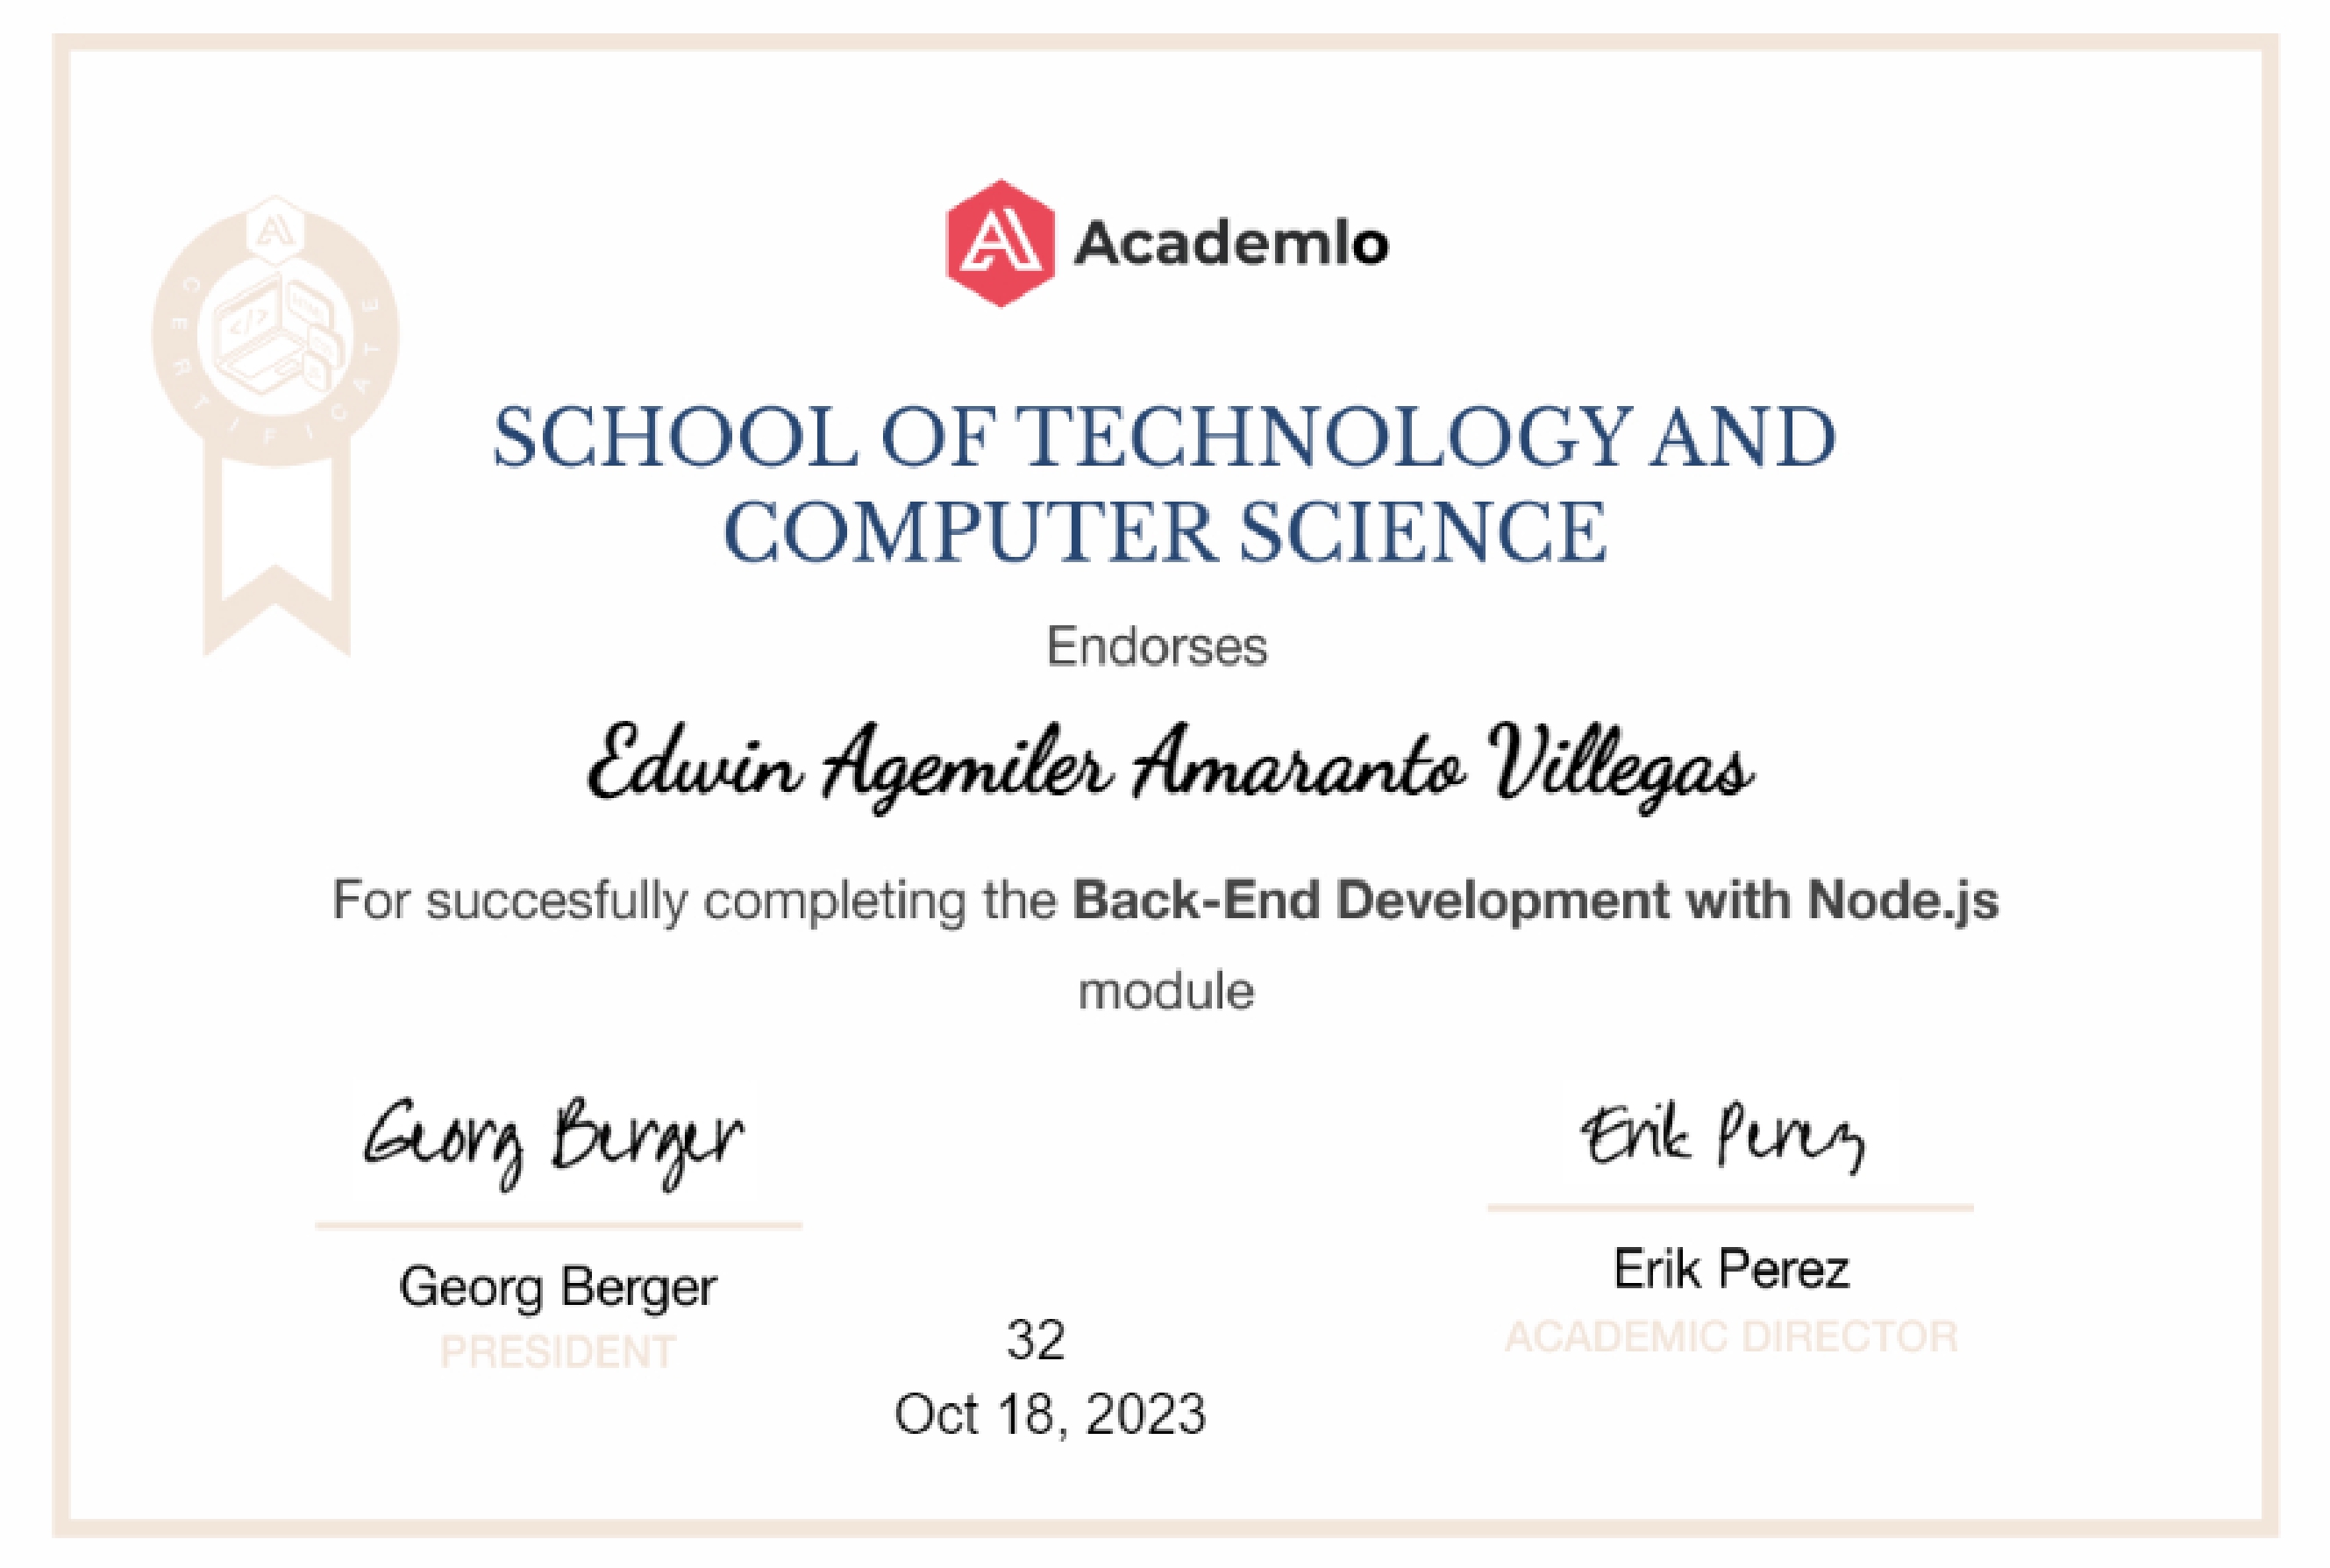 Academlo
CERTIFICATE
</>
HTML
SCHOOL OF TECHNOLOGY AND
COMPUTER SCIENCE
Endorses
Edwin Agemiler Amaranto Villegas
For succesfully completing the Back-End Development with Node.js
module
Georg Berger
Erik Perez
Georg Berger
PRESIDENT
Erik Perez
ACADEMIC DIRECTOR
32
Oct 18, 2023